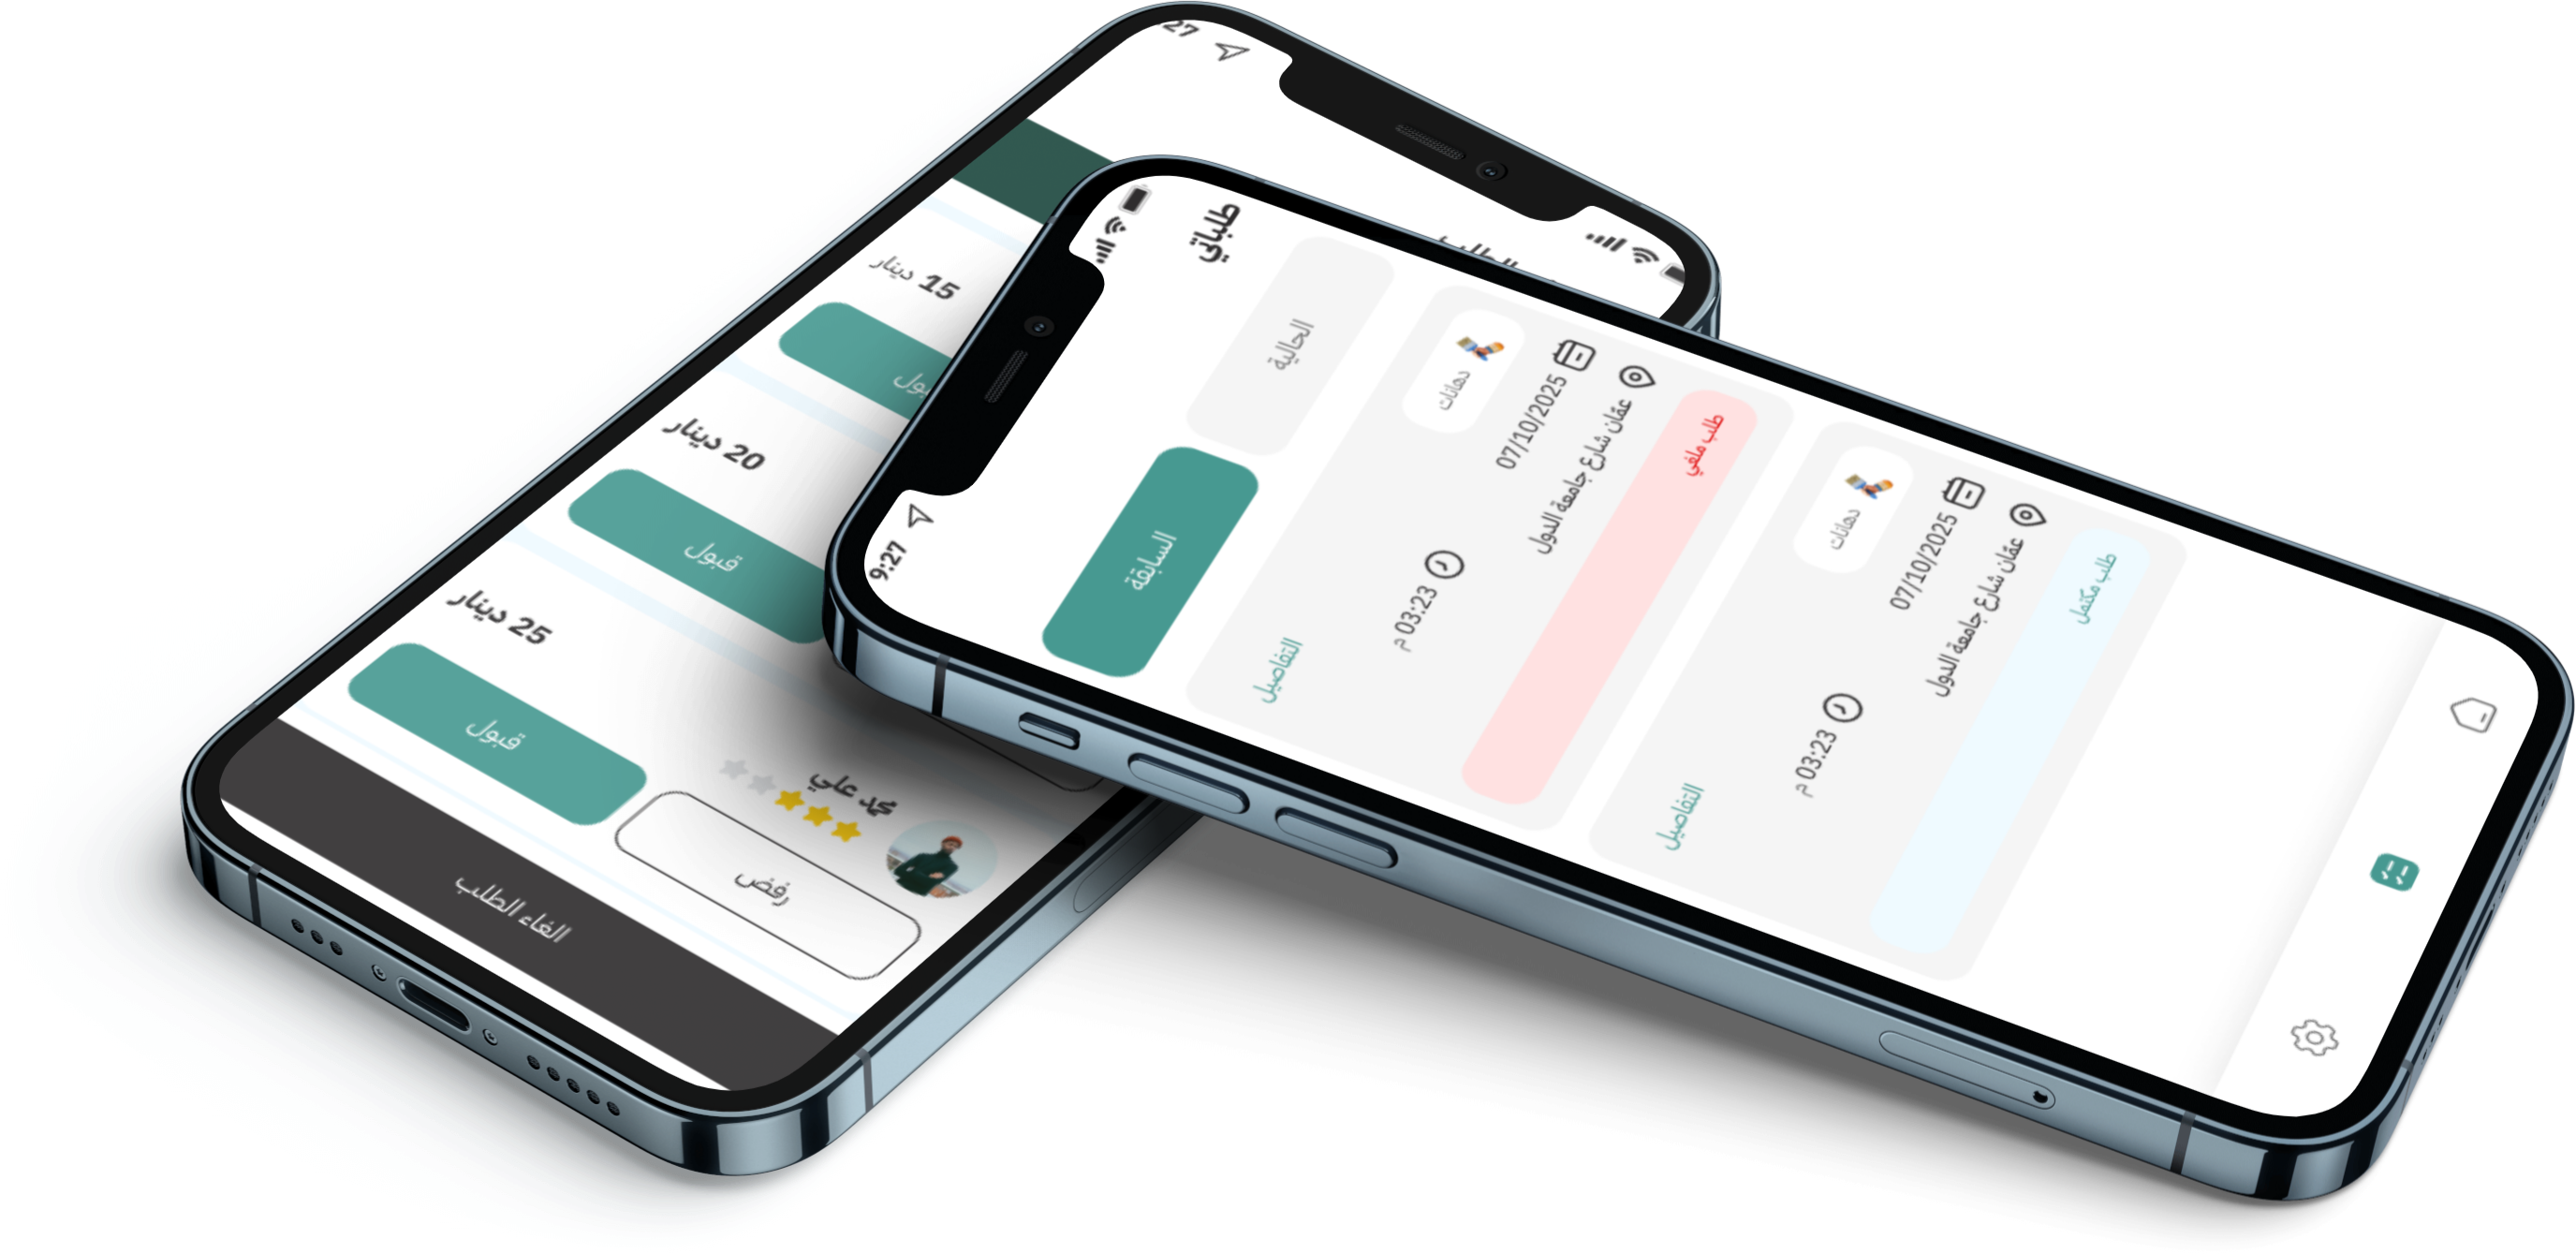 27
15 دينار
20 دينار
قبول
25 دينار
قبول
محمد علي
رفض
الغاء الطلب
9:27
طلباتي
الحالية
السابقة
دهانات
07/10/2025
03:23 م
عمّان شارع جامعة الدول
طلب ملغي
التفاصيل
دهانات
07/10/2025
03:23 م
عمّان شارع جامعة الدول
طلب مكتمل
التفاصيل